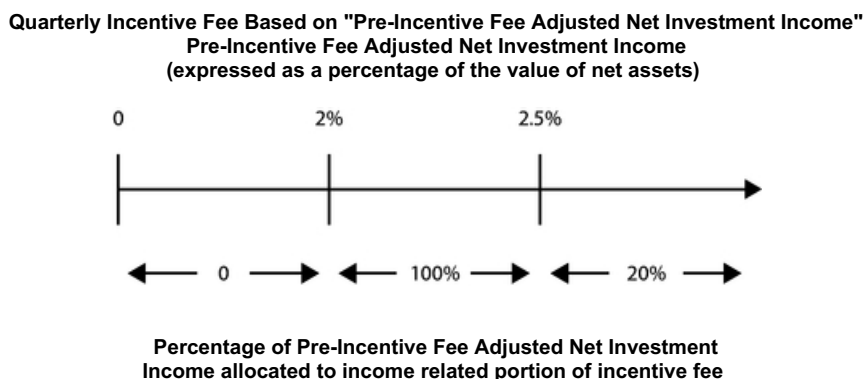 Quarterly Incentive Fee Based on "Pre-Incentive Fee Adjusted Net Investment Income"
Pre-Incentive Fee Adjusted Net Investment Income
(expressed as a percentage of the value of net assets)
0 2% 2.5%
0 100% 20%
Percentage of Pre-Incentive Fee Adjusted Net Investment
Income allocated to income related portion of incentive fee